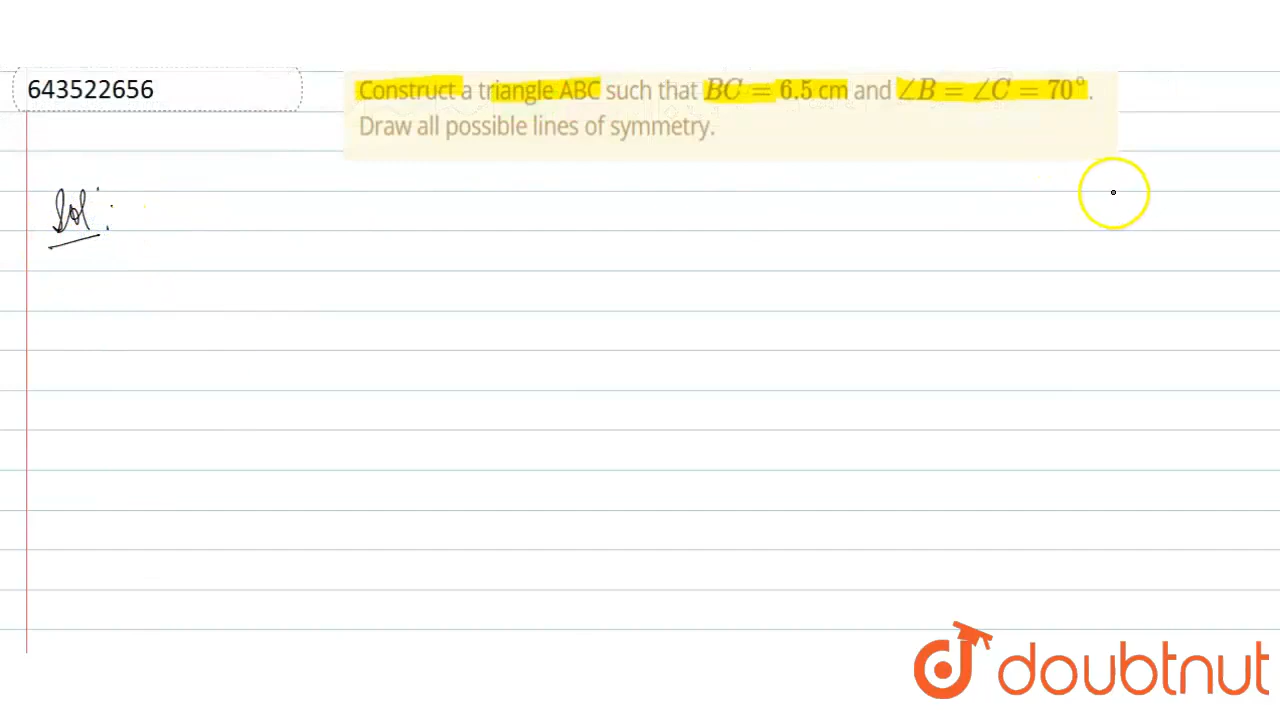 643522656
Construct a triangle ABC such that BC = 6.5 cm and ∠B = ∠C = 70°.
Draw all possible lines of symmetry.
Sol:
doubtnut